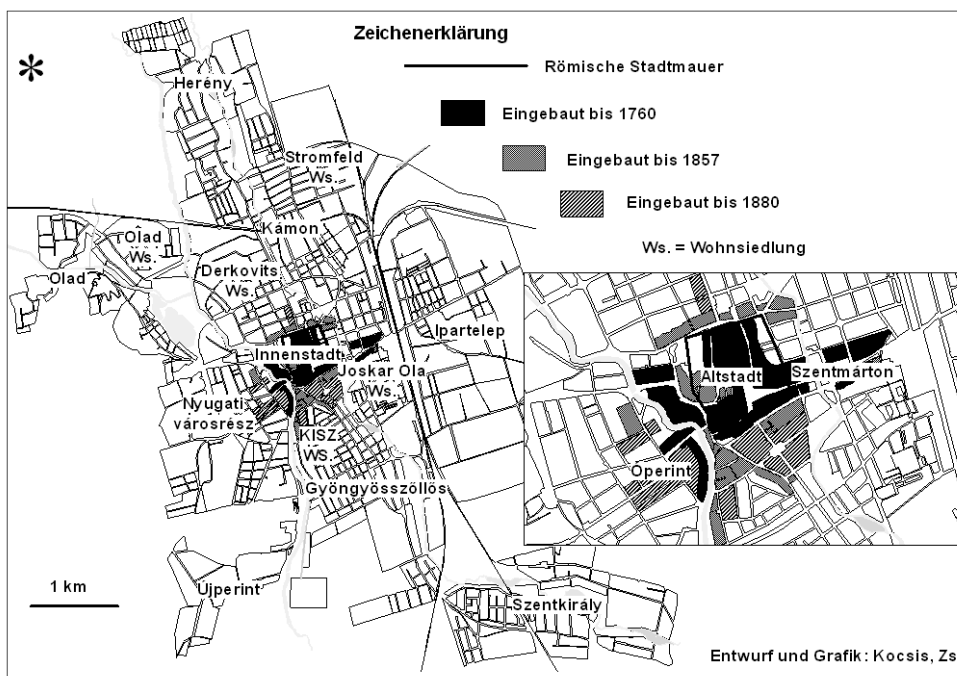 Zeichenerklärung
Römische Stadtmauer
Eingebaut bis 1760
Eingebaut bis 1857
Eingebaut bis 1880
Ws. = Wohnsiedlung
Herény
Stromfeld
Ws.
Kámon
Olad
Ws.
Olad
Derkovits
Ws.
Ipartelep
Innenstadt
Joskar Ola
Ws.
Nyugati
városrész
KISZ
Ws.
Gyöngyösszöllös
Újperint
Szentkirály
1 km
Altstadt
Szentmárton
Óperint
Entwurf und Grafik: Kocsis, Zs